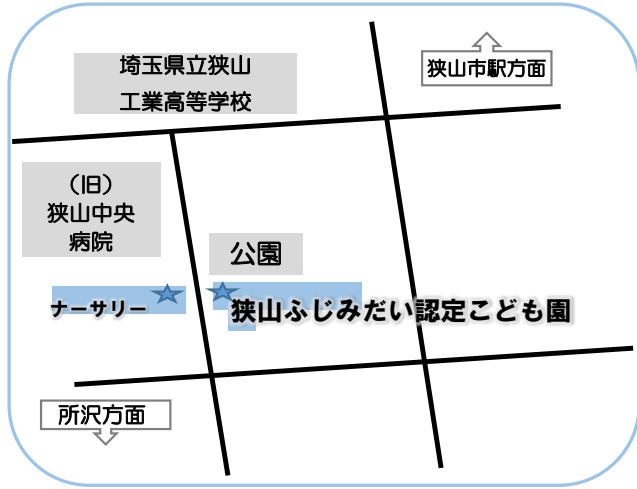 埼玉県立狭山
工業高等学校
狭山市駅方面
（旧）
狭山中央
病院
公園
ナーサリー
狭山ふじみだい認定こども園
所沢方面